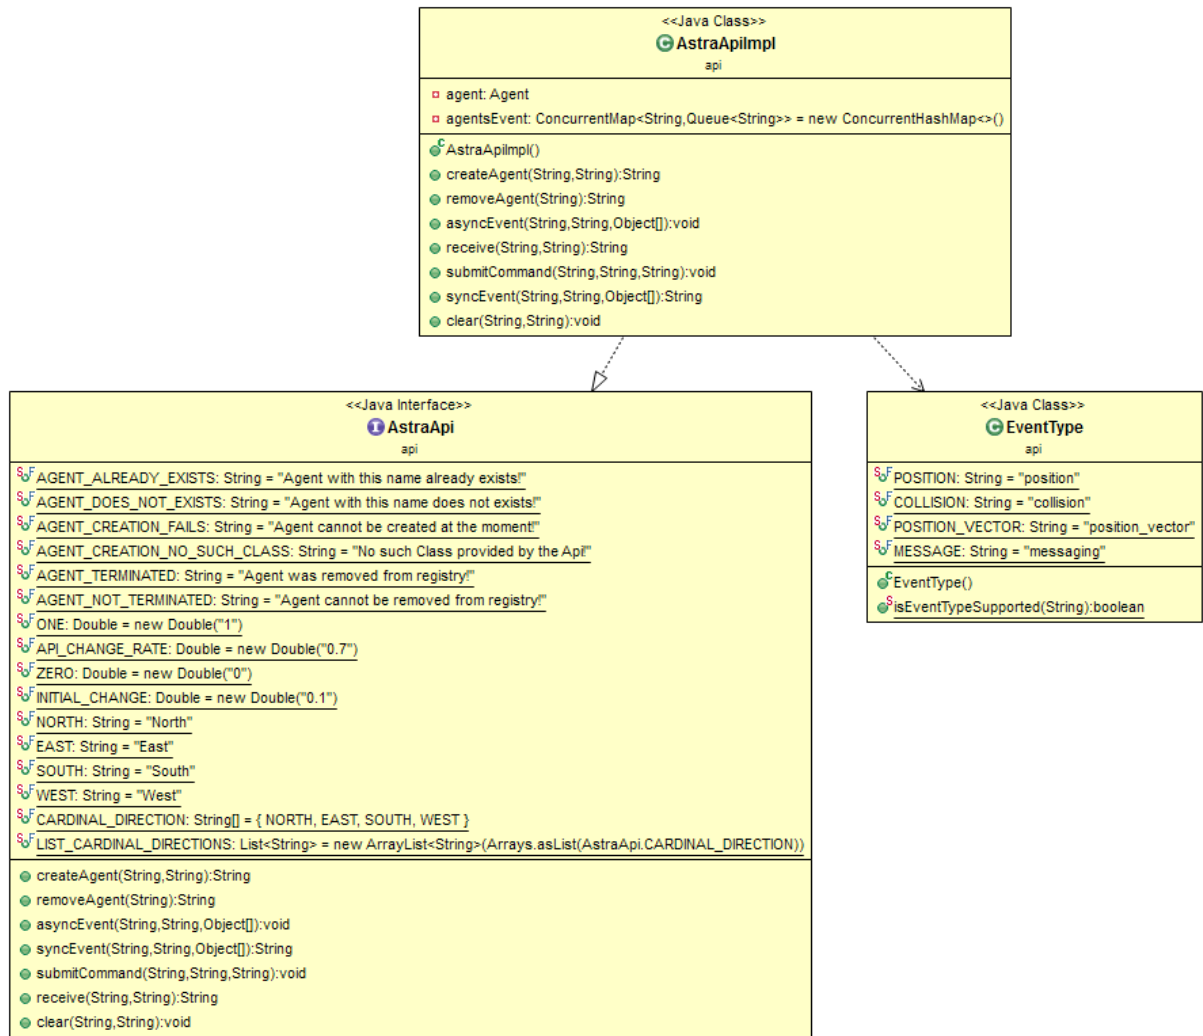 <<Java Class>>
AstraApiImpl
api
agent: Agent
agentsEvent: ConcurrentMap<String,Queue<String>> = new ConcurrentHashMap<>()
AstraApiImpl()
createAgent(String,String):String
removeAgent(String):String
asyncEvent(String,String,Object[]):void
receive(String,String):String
submitCommand(String,String,String):void
syncEvent(String,String,Object[]):String
clear(String,String):void
<<Java Interface>>
AstraApi
api
AGENT_ALREADY_EXISTS: String = "Agent with this name already exists!"
AGENT_DOES_NOT_EXISTS: String = "Agent with this name does not exists!"
AGENT_CREATION_FAILS: String = "Agent cannot be created at the moment!"
AGENT_CREATION_NO_SUCH_CLASS: String = "No such Class provided by the Api!"
AGENT_TERMINATED: String = "Agent was removed from registry!"
AGENT_NOT_TERMINATED: String = "Agent cannot be removed from registry!"
ONE: Double = new Double("1")
API_CHANGE_RATE: Double = new Double("0.7")
ZERO: Double = new Double("0")
INITIAL_CHANGE: Double = new Double("0.1")
NORTH: String = "North"
EAST: String = "East"
SOUTH: String = "South"
WEST: String = "West"
CARDINAL_DIRECTION: String[] = { NORTH, EAST, SOUTH, WEST }
LIST_CARDINAL_DIRECTIONS: List<String> = new ArrayList<String>(Arrays.asList(AstraApi.CARDINAL_DIRECTION))
createAgent(String,String):String
removeAgent(String):String
asyncEvent(String,String,Object[]):void
syncEvent(String,String,Object[]):String
submitCommand(String,String,String):void
receive(String,String):String
clear(String,String):void
<<Java Class>>
EventType
api
POSITION: String = "position"
COLLISION: String = "collision"
POSITION_VECTOR: String = "position_vector"
MESSAGE: String = "messaging"
EventType()
isEventTypeSupported(String):boolean